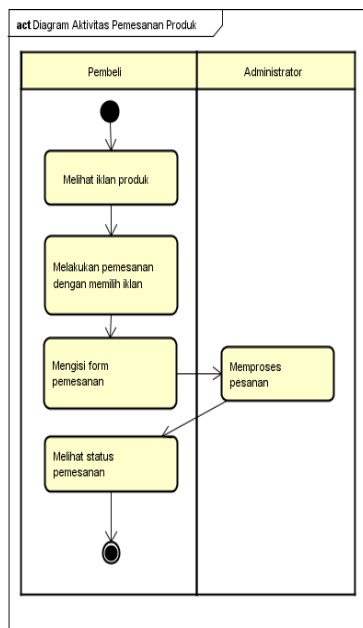 act Diagram Aktivitas Pemesanan Produk
Pembeli
Administrator
Melihat iklan produk
Melakukan pemesanan
dengan memilih iklan
Mengisi form
pemesanan
Memproses
pesanan
Melihat status
pemesanan